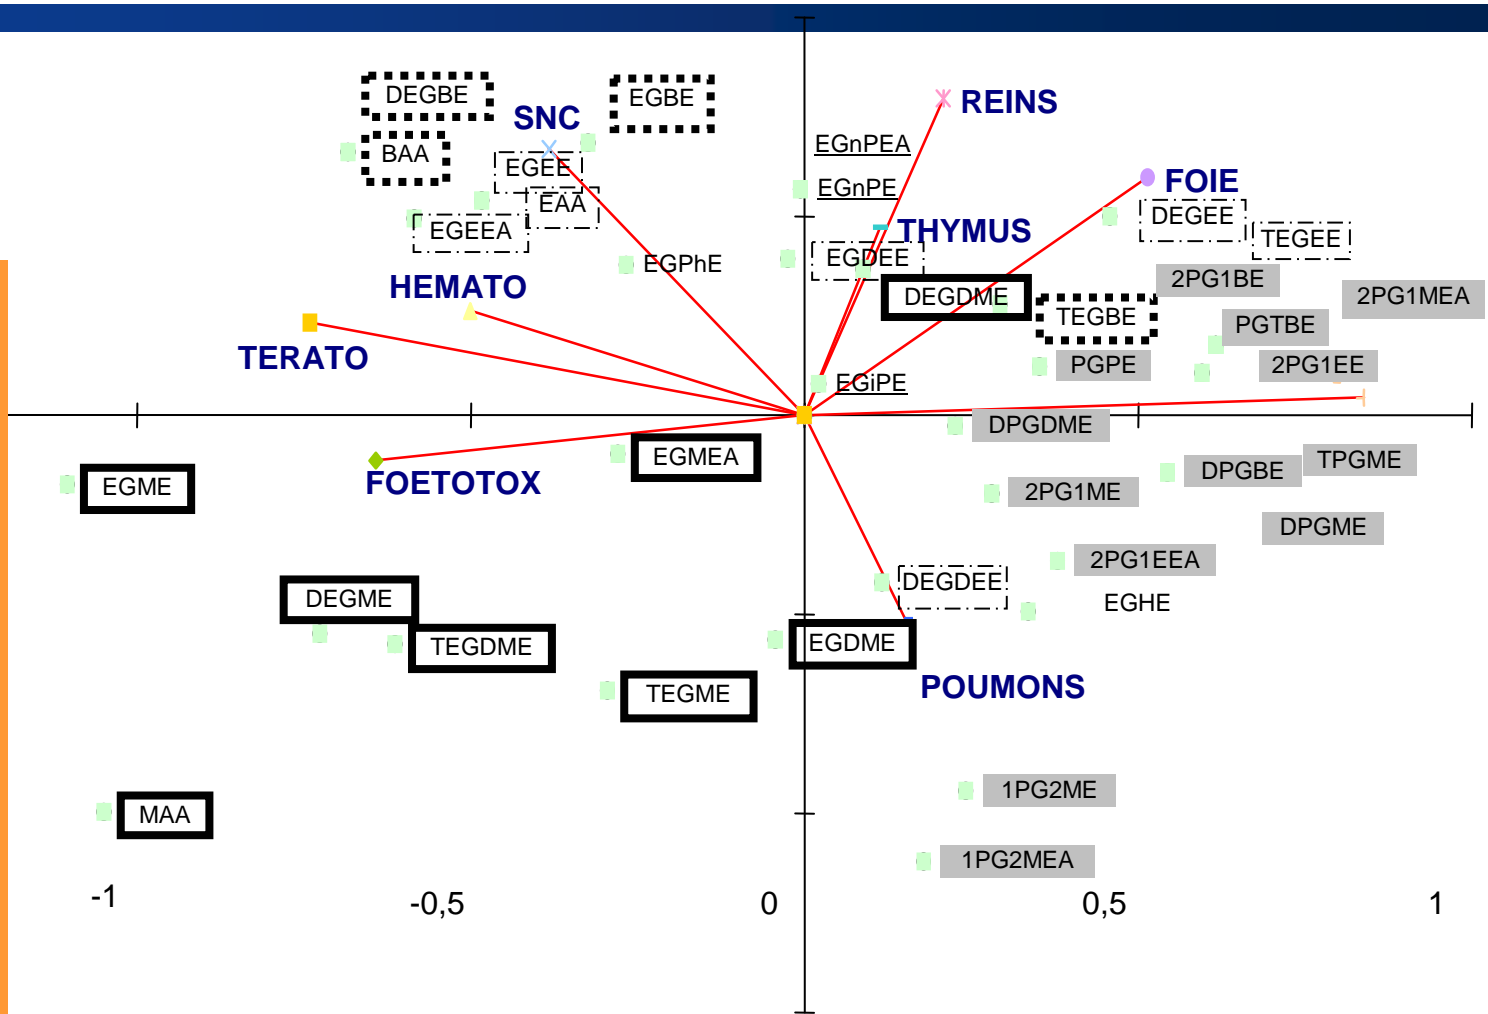 DEGBE
EGBE
REINS
SNC
EGnPEA
BAA
EGEE
FOIE
EGnPE
EAA
DEGEE
EGEEA
THYMUS
TEGEE
EGDEE
EGPhE
2PG1BE
HEMATO
DEGDME
2PG1MEA
TEGBE
PGTBE
TERATO
PGPE
2PG1EE
EGiPE
DPGDME
EGMEA
TPGME
DPGBE
FOETOTOX
EGME
2PG1ME
DPGME
2PG1EEA
DEGDEE
DEGME
EGHE
TEGDME
EGDME
POUMONS
TEGME
1PG2ME
MAA
1PG2MEA
-1
-0,5
0
0,5
1